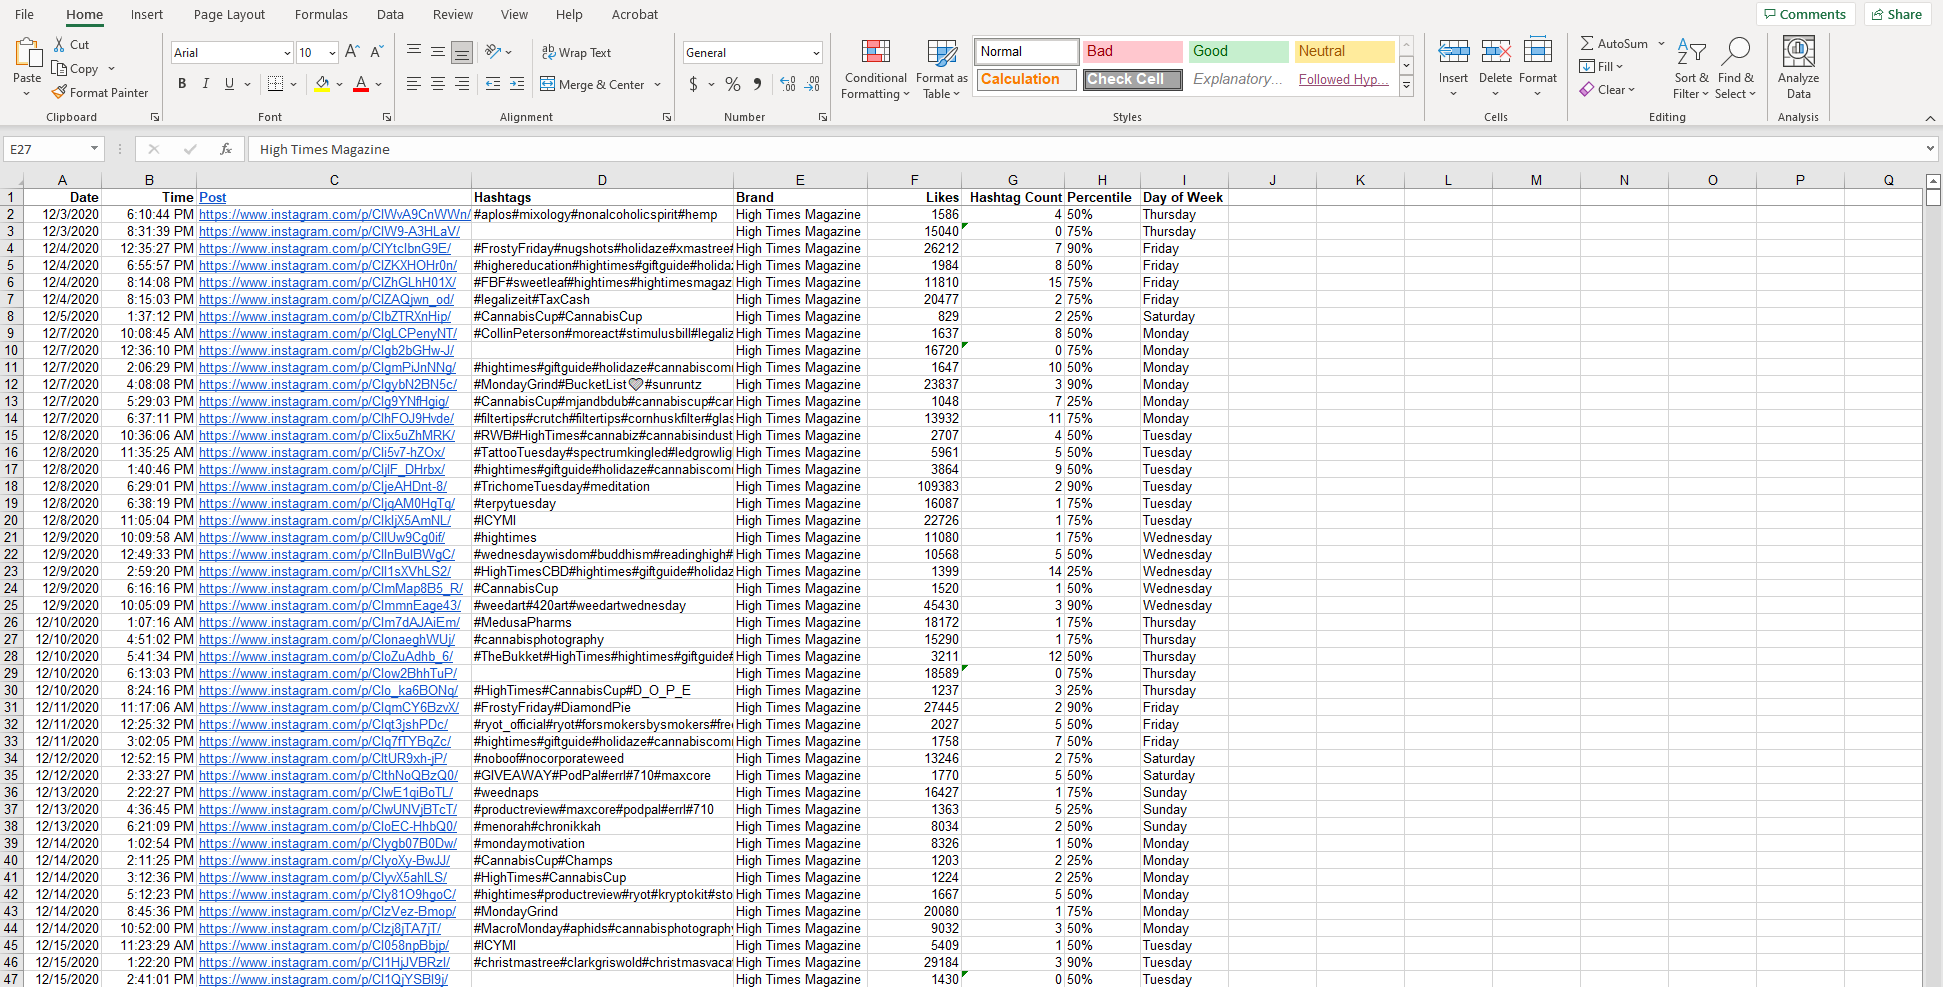 File Home Insert Page Layout Formulas Data Review View Help Acrobat Comments Share
Paste Cut Copy Format Painter Clipboard
Arial 10 A A B I U A Font
Wrap Text Merge & Center Alignment
General $ % Number
Conditional Formatting Format as Table
Normal Bad Good Neutral
Calculation Check Cell Explanatory... Followed Hyp...
Styles
Insert Delete Format Cells
AutoSum Fill Clear Sort & Filter Find & Select Editing
Analyze Data Analysis
E27 fx High Times Magazine
A B C D E F G H I J K L M N O P Q
1 Date Time Post Hashtags Brand Likes Hashtag Count Percentile Day of Week
2 12/3/2020 6:10:44 PM https://www.instagram.com/p/CIWvA9CnWWn/ #aplos#mixology#nonalcoholicspirit#hemp High Times Magazine 1586 4 50% Thursday
3 12/3/2020 8:31:39 PM https://www.instagram.com/p/CIW9-A3HLaV/ High Times Magazine 15040 0 75% Thursday
4 12/4/2020 12:35:27 PM https://www.instagram.com/p/CIYtcIbnG9E/ #FrostyFriday#nugshots#holidaze#xmastree# High Times Magazine 26212 7 90% Friday
5 12/4/2020 6:55:57 PM https://www.instagram.com/p/CIZKXHOHr0n/ #highereducation#hightimes#giftguide#holidaz High Times Magazine 1984 8 50% Friday
6 12/4/2020 8:14:08 PM https://www.instagram.com/p/CIZhGLhH01X/ #FBF#sweetleaf#hightimes#hightimesmagaz High Times Magazine 11810 15 75% Friday
7 12/4/2020 8:15:03 PM https://www.instagram.com/p/CIZAQjwn_od/ #legalizeit#TaxCash High Times Magazine 20477 2 75% Friday
8 12/5/2020 1:37:12 PM https://www.instagram.com/p/CIbZTRXnHip/ #CannabisCup#CannabisCup High Times Magazine 829 2 25% Saturday
9 12/7/2020 10:08:45 AM https://www.instagram.com/p/CIgLCPenyNT/ #CollinPeterson#moreact#stimulusbill#legaliz High Times Magazine 1637 8 50% Monday
10 12/7/2020 12:36:10 PM https://www.instagram.com/p/CIgb2bGHw-J/ High Times Magazine 16720 0 75% Monday
11 12/7/2020 2:06:29 PM https://www.instagram.com/p/CIgmPiJnNNg/ #hightimes#giftguide#holidaze#cannabiscomm High Times Magazine 1647 10 50% Monday
12 12/7/2020 4:08:08 PM https://www.instagram.com/p/CIgybN2BN5c/ #MondayGrind#BucketList#sunruntz High Times Magazine 23837 3 90% Monday
13 12/7/2020 5:29:03 PM https://www.instagram.com/p/CIg9YNfHgig/ #CannabisCup#mjandbdub#cannabiscup#can High Times Magazine 1048 7 25% Monday
14 12/7/2020 6:37:11 PM https://www.instagram.com/p/CIhFOJ9Hvde/ #filtertips#crutch#filtertips#cornhuskfilter#glas High Times Magazine 13932 11 75% Monday
15 12/8/2020 10:36:06 AM https://www.instagram.com/p/CIix5uZhMRK/ #RWB#HighTimes#cannabiz#cannabisindust High Times Magazine 2707 4 50% Tuesday
16 12/8/2020 11:35:25 AM https://www.instagram.com/p/CIi5v7-hZOx/ #TattooTuesday#spectrumkingled#ledgrowlig High Times Magazine 5961 5 50% Tuesday
17 12/8/2020 1:40:46 PM https://www.instagram.com/p/CIjIF_DHrbx/ #hightimes#giftguide#holidaze#cannabiscomm High Times Magazine 3864 9 50% Tuesday
18 12/8/2020 6:29:01 PM https://www.instagram.com/p/CIjeAHDnt-8/ #TrichomeTuesday#meditation High Times Magazine 109383 2 90% Tuesday
19 12/8/2020 6:38:19 PM https://www.instagram.com/p/CIjqAM0HgTq/ #terpytuesday High Times Magazine 16087 1 75% Tuesday
20 12/8/2020 11:05:04 PM https://www.instagram.com/p/CIkIjX5AmNL/ #ICYMI High Times Magazine 22726 1 75% Tuesday
21 12/9/2020 10:09:58 AM https://www.instagram.com/p/CIlUw9Cg0if/ #hightimes High Times Magazine 11080 1 75% Wednesday
22 12/9/2020 12:49:33 PM https://www.instagram.com/p/CIlnBulBWgC/ #wednesdaywisdom#buddhism#readinghigh# High Times Magazine 10568 5 50% Wednesday
23 12/9/2020 2:59:20 PM https://www.instagram.com/p/CIl1sXVhLS2/ #HighTimesCBD#hightimes#giftguide#holidaz High Times Magazine 1399 14 25% Wednesday
24 12/9/2020 6:16:16 PM https://www.instagram.com/p/CImMap8B5_R/ #CannabisCup High Times Magazine 1520 1 50% Wednesday
25 12/9/2020 10:05:09 PM https://www.instagram.com/p/CImmnEage43/ #weedart#420art#weedartwednesday High Times Magazine 45430 3 90% Wednesday
26 12/10/2020 1:07:16 AM https://www.instagram.com/p/CIm7dAJAiEm/ #MedusaPharms High Times Magazine 18172 1 75% Thursday
27 12/10/2020 4:51:02 PM https://www.instagram.com/p/CIonaeghWUj/ #cannabisphotography High Times Magazine 15290 1 75% Thursday
28 12/10/2020 5:41:34 PM https://www.instagram.com/p/CIoZuAdhb_6/ #TheBukket#HighTimes#hightimes#giftguide# High Times Magazine 3211 12 50% Thursday
29 12/10/2020 6:13:03 PM https://www.instagram.com/p/CIow2BhhTuP/ High Times Magazine 18589 0 75% Thursday
30 12/10/2020 8:24:16 PM https://www.instagram.com/p/CIo_ka6BONq/ #HighTimes#CannabisCup#D_O_P_E High Times Magazine 1237 3 25% Thursday
31 12/11/2020 11:17:06 AM https://www.instagram.com/p/CIqmCY6BzvX/ #FrostyFriday#DiamondPie High Times Magazine 27445 2 90% Friday
32 12/11/2020 12:25:32 PM https://www.instagram.com/p/CIqt3jshPDc/ #ryot_official#ryot#forsmokersbysmokers#free High Times Magazine 2027 5 50% Friday
33 12/11/2020 3:02:05 PM https://www.instagram.com/p/CIq7fTYBqZc/ #hightimes#giftguide#holidaze#cannabiscomm High Times Magazine 1758 7 50% Friday
34 12/12/2020 12:52:15 PM https://www.instagram.com/p/CItUR9xh-jP/ #noboof#nocorporateweed High Times Magazine 13246 2 75% Saturday
35 12/12/2020 2:33:27 PM https://www.instagram.com/p/CIthNoQBzQ0/ #GIVEAWAY#PodPal#errl#710#maxcore High Times Magazine 1770 5 50% Saturday
36 12/13/2020 2:22:27 PM https://www.instagram.com/p/CIwE1qiBoTL/ #weednaps High Times Magazine 16427 1 75% Sunday
37 12/13/2020 4:36:45 PM https://www.instagram.com/p/CIwUNVjBTcT/ #productreview#maxcore#podpal#errl#710 High Times Magazine 1363 5 25% Sunday
38 12/13/2020 6:21:09 PM https://www.instagram.com/p/CIoEC-HhbQ0/ #menorah#chronikkah High Times Magazine 8034 2 50% Sunday
39 12/14/2020 1:02:54 PM https://www.instagram.com/p/CIygb07B0Dw/ #mondaymotivation High Times Magazine 8326 1 50% Monday
40 12/14/2020 2:11:25 PM https://www.instagram.com/p/CIyoXy-BwJJ/ #CannabisCup#Champs High Times Magazine 1203 2 25% Monday
41 12/14/2020 3:12:36 PM https://www.instagram.com/p/CIyvX5ahILS/ #HighTimes#CannabisCup High Times Magazine 1224 2 25% Monday
42 12/14/2020 5:12:23 PM https://www.instagram.com/p/CIy81O9hgoC/ #hightimes#productreview#ryot#kryptokit#sto High Times Magazine 1667 5 50% Monday
43 12/14/2020 8:45:36 PM https://www.instagram.com/p/CIzVez-Bmop/ #MondayGrind High Times Magazine 20080 1 75% Monday
44 12/14/2020 10:52:00 PM https://www.instagram.com/p/CIzj8jTA7jT/ #MacroMonday#aphids#cannabisphotography High Times Magazine 9032 3 50% Monday
45 12/15/2020 11:23:29 AM https://www.instagram.com/p/CI058npBbjp/ #ICYMI High Times Magazine 5409 1 50% Tuesday
46 12/15/2020 1:22:20 PM https://www.instagram.com/p/CI1HjJVBRzl/ #christmastree#clarkgriswold#christmasvacat High Times Magazine 29184 3 90% Tuesday
47 12/15/2020 2:41:01 PM https://www.instagram.com/p/CI1QjYSBl9j/ High Times Magazine 1430 0 50% Tuesday